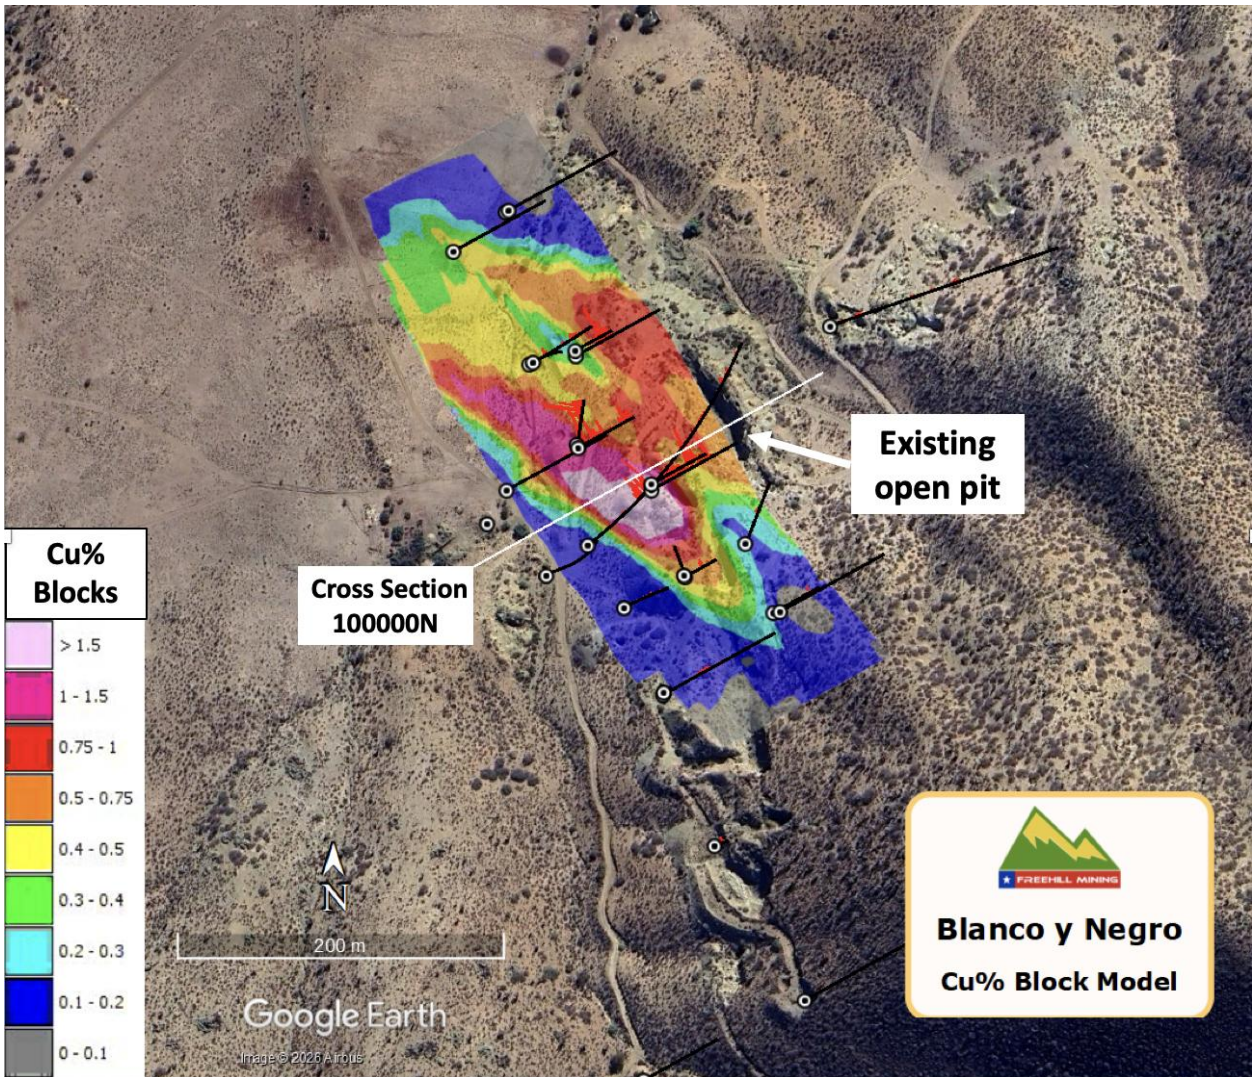 Existing
open pit
Cu%
Blocks
> 1.5
1 - 1.5
0.75 - 1
0.5 - 0.75
0.4 - 0.5
0.3 - 0.4
0.2 - 0.3
0.1 - 0.2
0 - 0.1
Cross Section
100000N
N
200 m
Google Earth
Image © 2026 Airbus
FREEHILL MINING
Blanco y Negro
Cu% Block Model